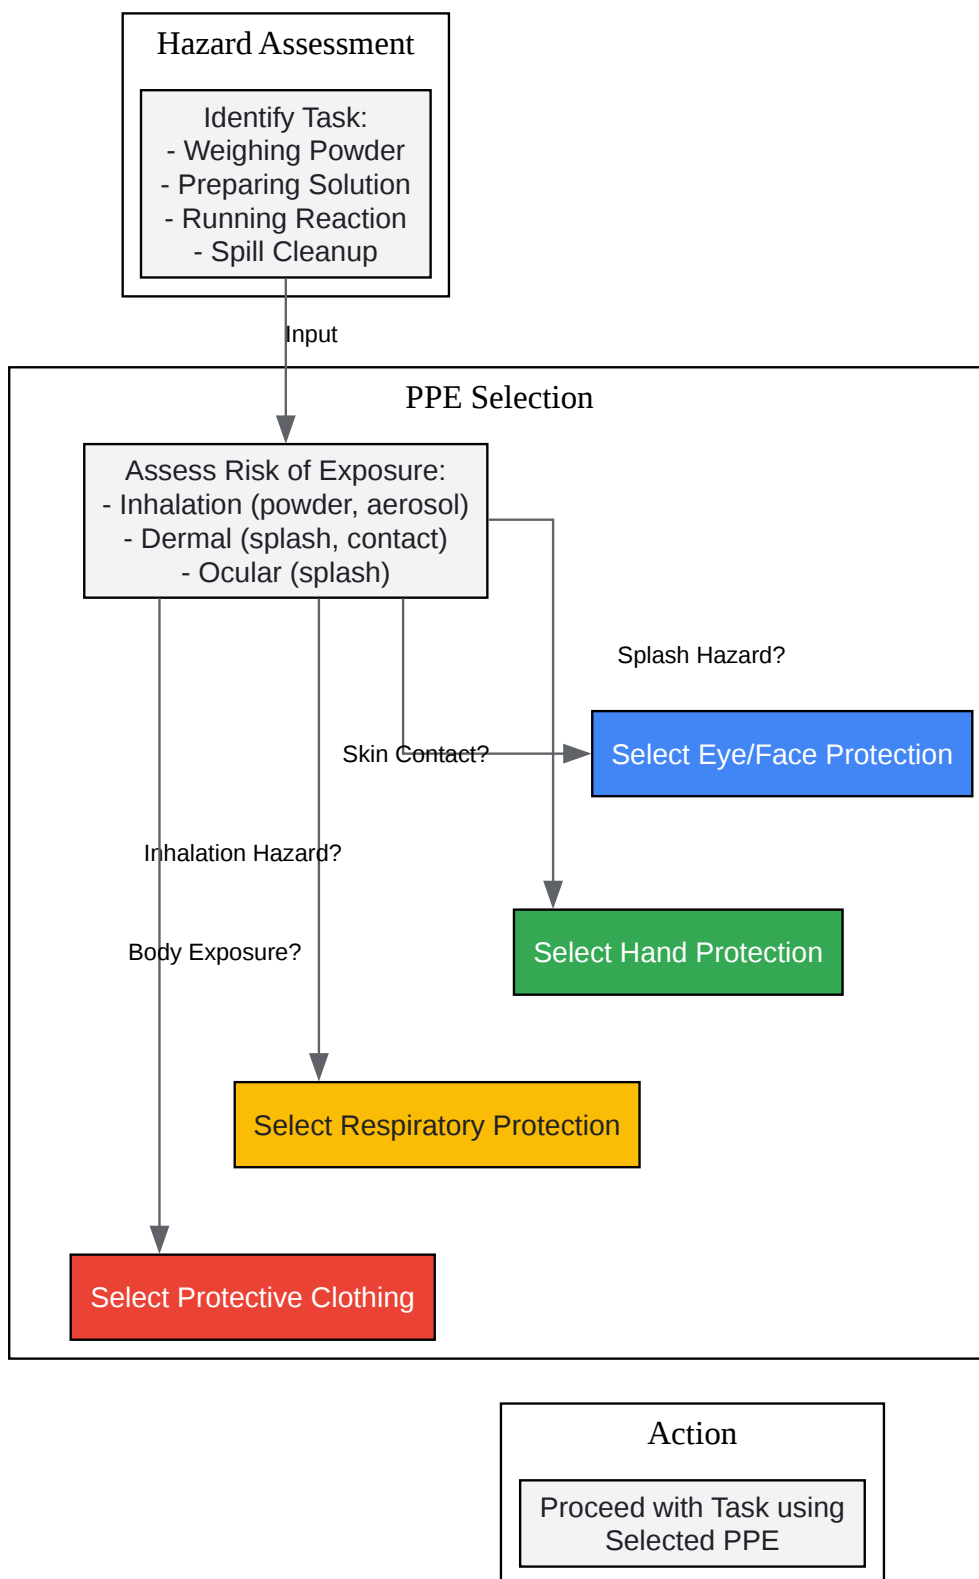 Hazard Assessment
Identify Task:
- Weighing Powder
- Preparing Solution
- Running Reaction
- Spill Cleanup
Input
PPE Selection
Assess Risk of Exposure:
- Inhalation (powder, aerosol)
- Dermal (splash, contact)
- Ocular (splash)
Splash Hazard?
Skin Contact?
Select Eye/Face Protection
Inhalation Hazard?
Body Exposure?
Select Hand Protection
Select Respiratory Protection
Select Protective Clothing
Action
Proceed with Task using
Selected PPE